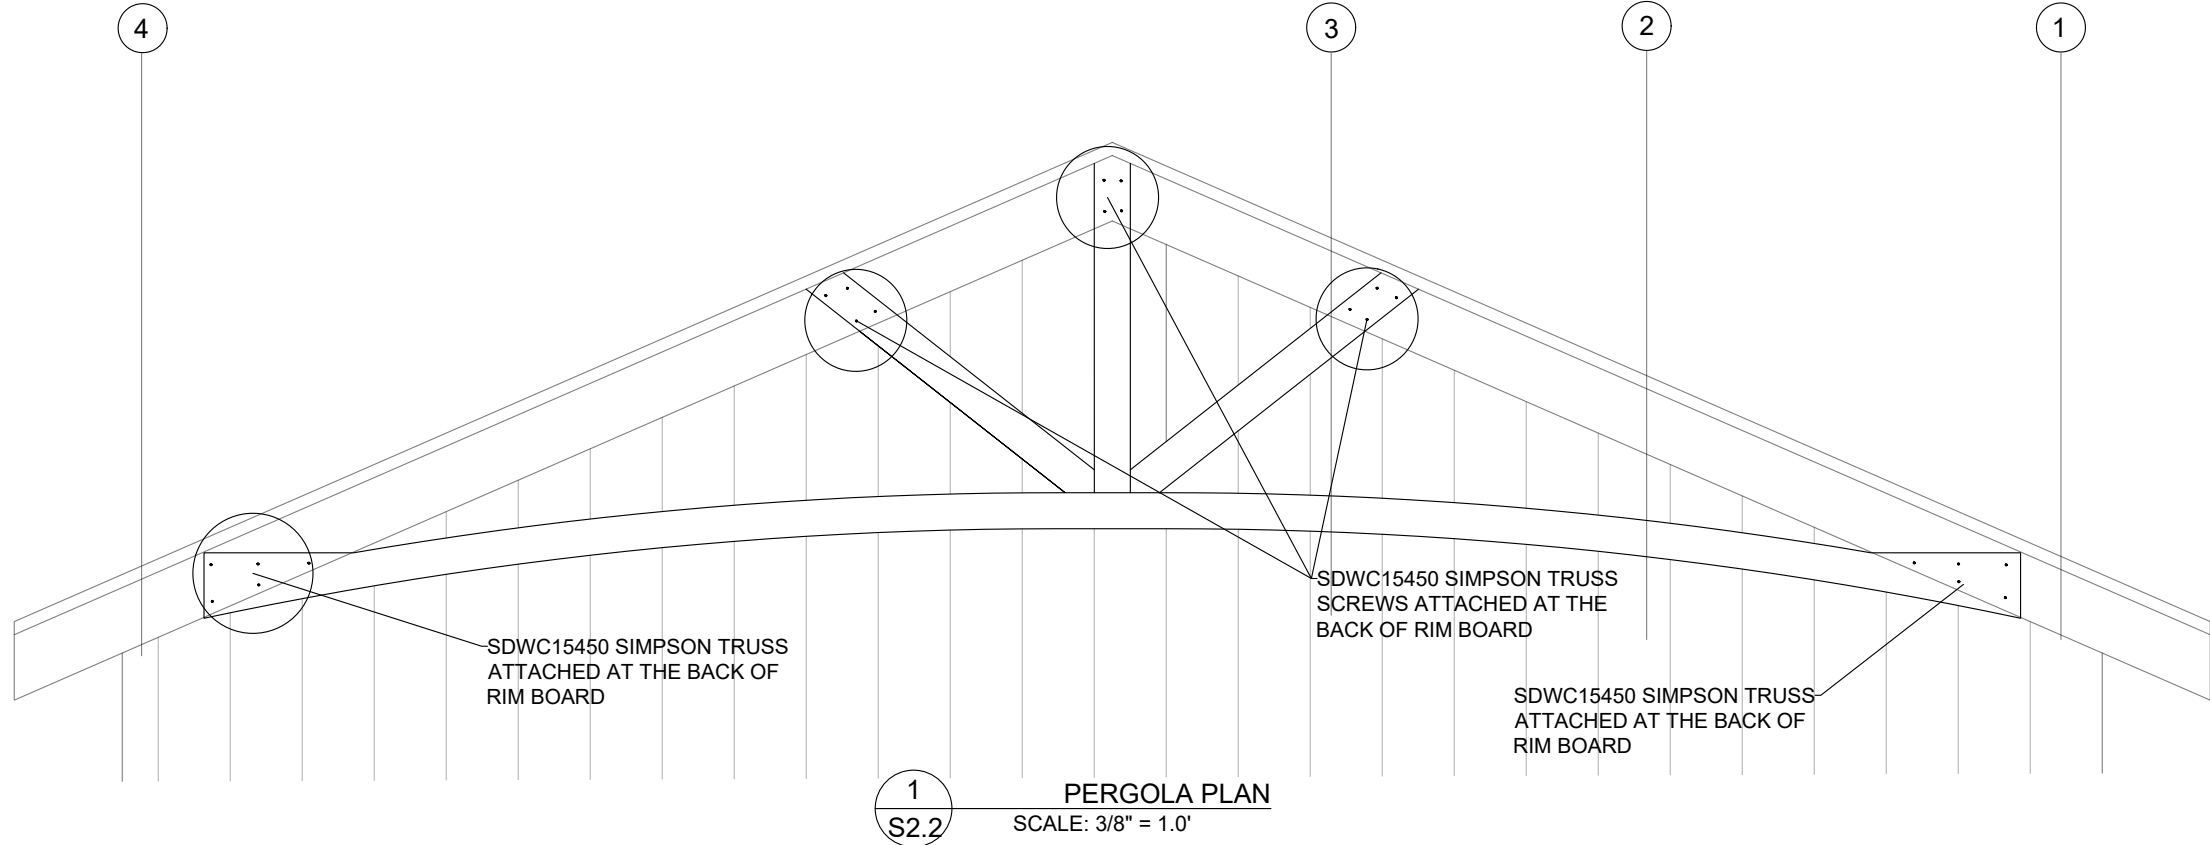 4
3
2
1
SDWC15450 SIMPSON TRUSS
SCREWS ATTACHED AT THE
BACK OF RIM BOARD
SDWC15450 SIMPSON TRUSS
ATTACHED AT THE BACK OF
RIM BOARD
SDWC15450 SIMPSON TRUSS
ATTACHED AT THE BACK OF
RIM BOARD
1
S2.2
PERGOLA PLAN
SCALE: 3/8" = 1.0'